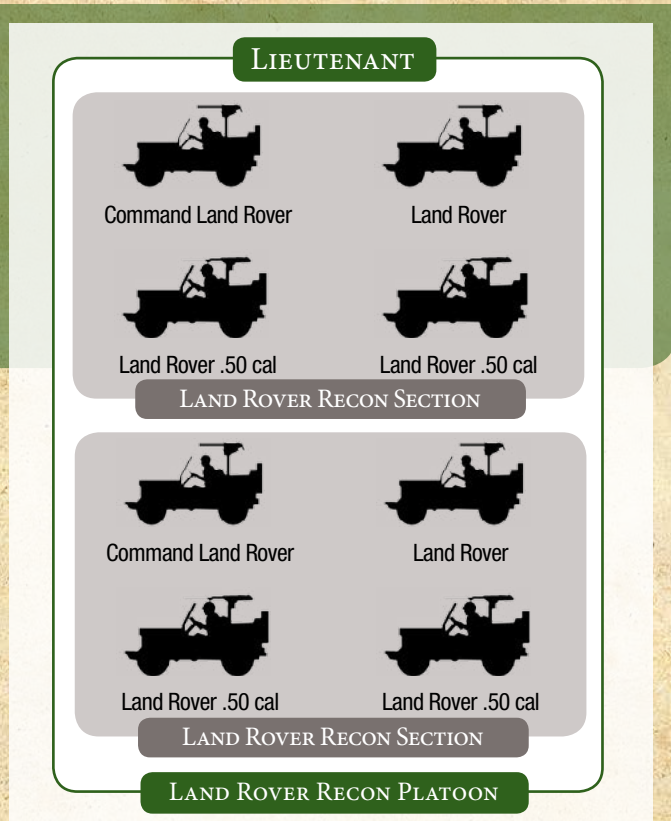 Lieutenant
Command Land Rover
Land Rover
Land Rover .50 cal
Land Rover .50 cal
Land Rover Recon Section
Command Land Rover
Land Rover
Land Rover .50 cal
Land Rover .50 cal
Land Rover Recon Section
Land Rover Recon Platoon